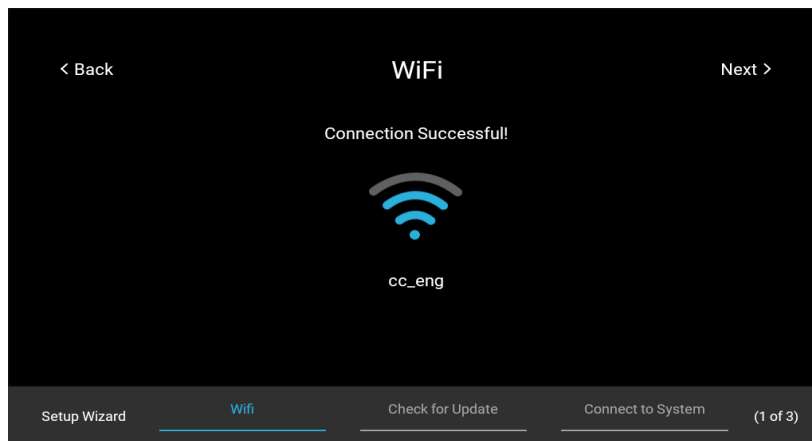 < Back
WiFi
Next >
Connection Successful!
cc_eng
Setup Wizard
Wifi
Check for Update
Connect to System
(1 of 3)